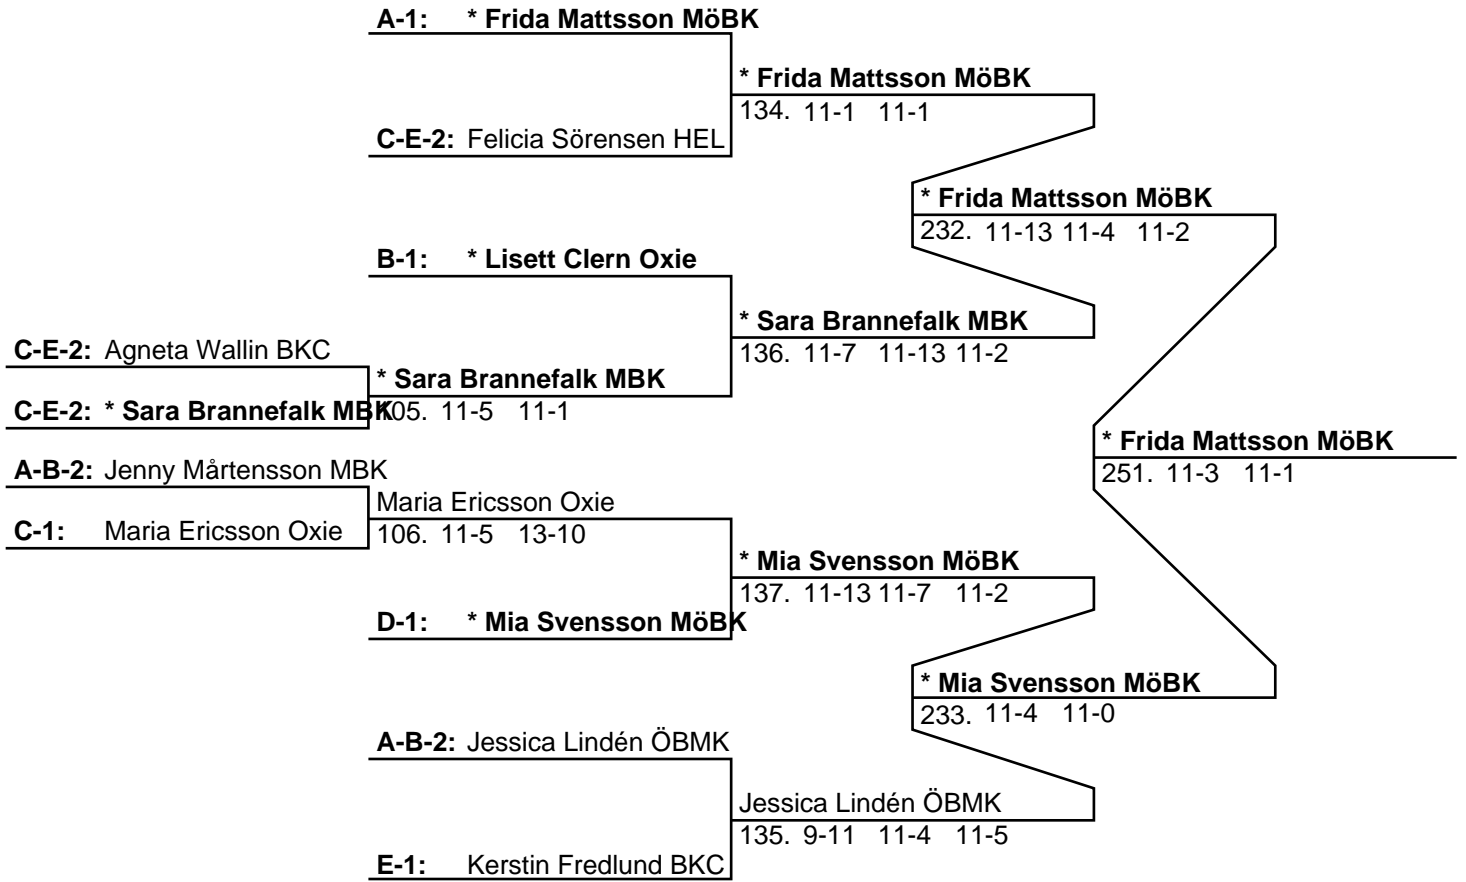 A-1: * Frida Mattsson MöBK
* Frida Mattsson MöBK
134. 11-1 11-1
C-E-2: Felicia Sörensen HEL
* Frida Mattsson MöBK
232. 11-13 11-4 11-2
B-1: * Lisett Clern Oxie
* Sara Brannefalk MBK
136. 11-7 11-13 11-2
C-E-2: Agneta Wallin BKC
* Sara Brannefalk MBK
105. 11-5 11-1
C-E-2: * Sara Brannefalk MBK
* Frida Mattsson MöBK
251. 11-3 11-1
A-B-2: Jenny Mårtensson MBK
Maria Ericsson Oxie
106. 11-5 13-10
C-1: Maria Ericsson Oxie
* Mia Svensson MöBK
137. 11-13 11-7 11-2
D-1: * Mia Svensson MöBK
* Mia Svensson MöBK
233. 11-4 11-0
A-B-2: Jessica Lindén ÖBMK
Jessica Lindén ÖBMK
135. 9-11 11-4 11-5
E-1: Kerstin Fredlund BKC